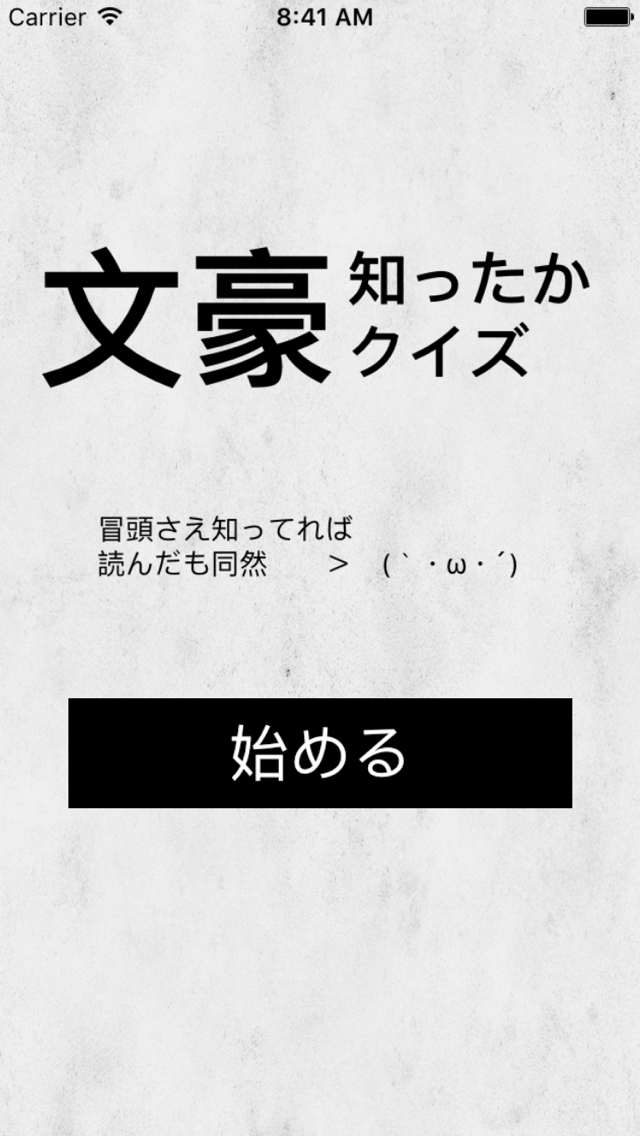 Carrier 8:41 AM
文豪 知ったか
クイズ
冒頭さえ知ってれば
読んだも同然 > (｀・ω・´)
始める